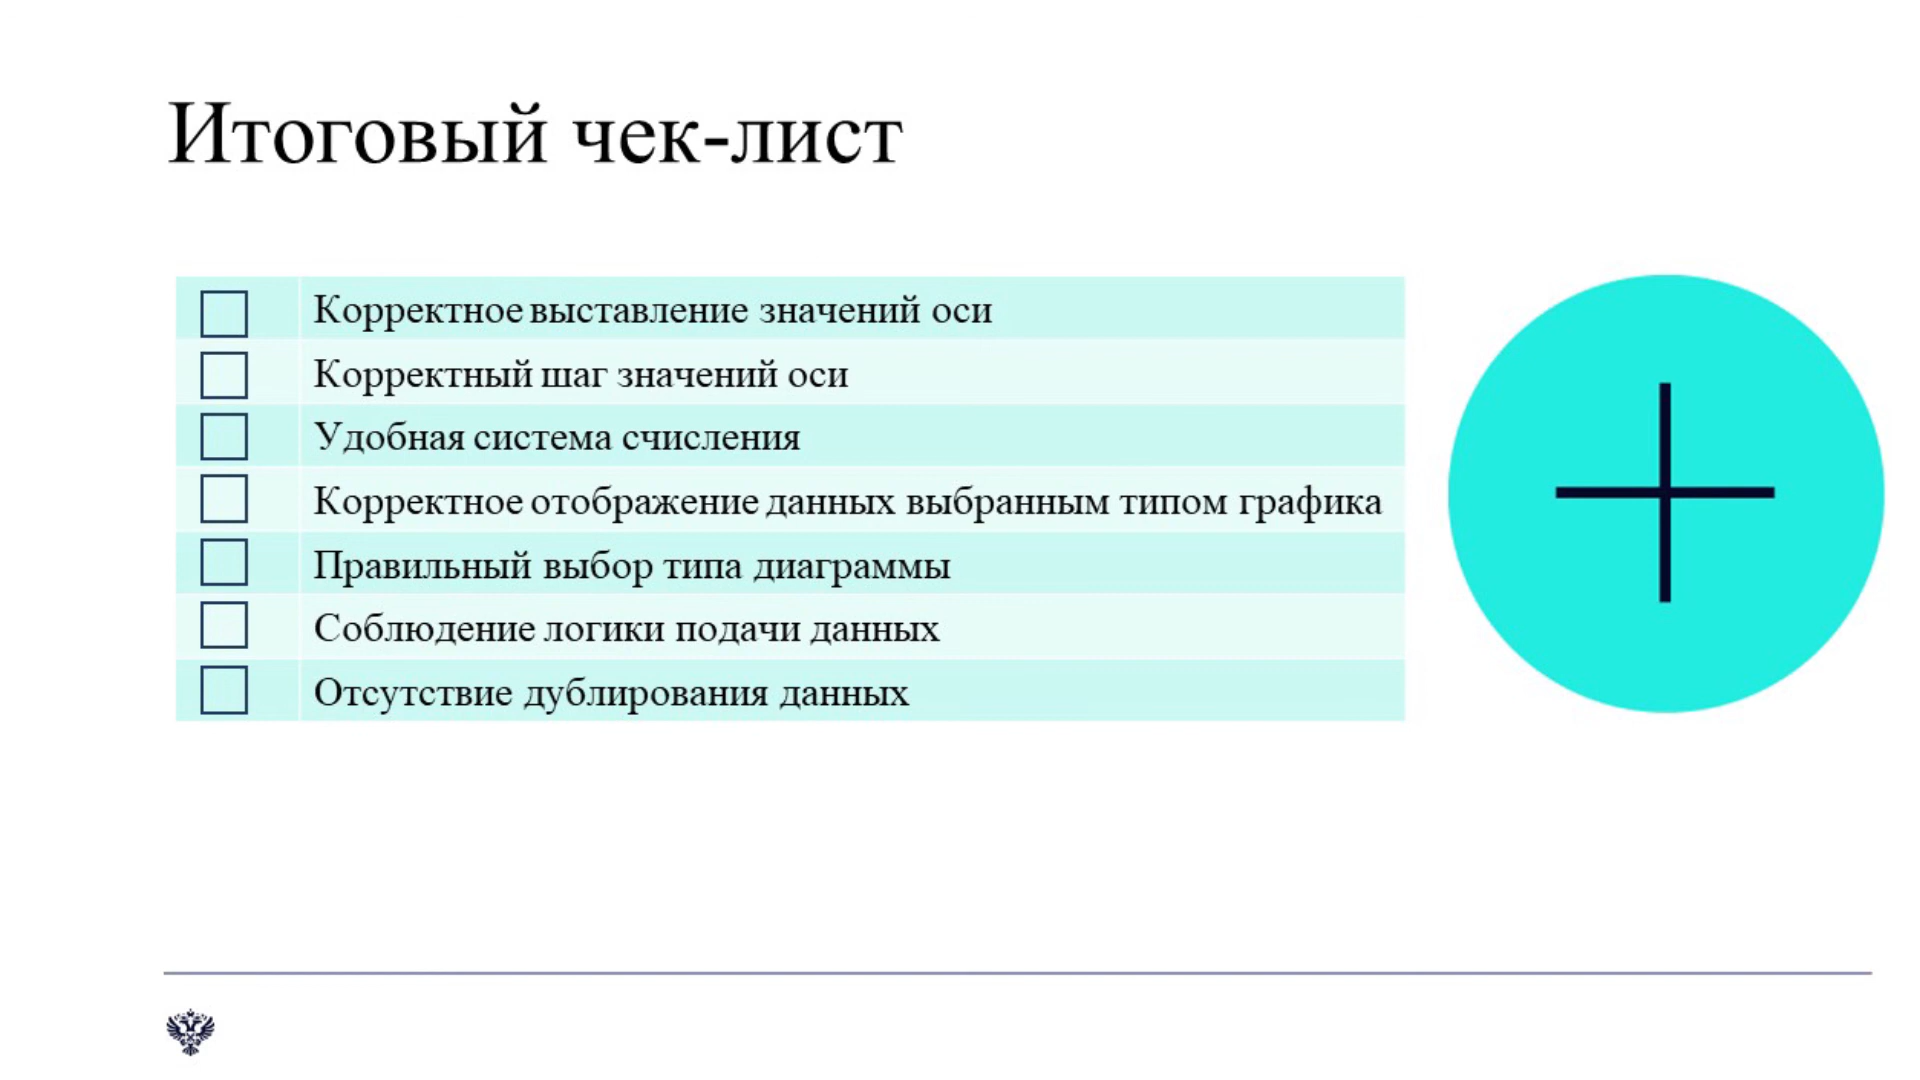 Итоговый чек-лист
Корректное выставление значений оси
Корректный шаг значений оси
Удобная система счисления
Корректное отображение данных выбранным типом графика
Правильный выбор типа диаграммы
Соблюдение логики подачи данных
Отсутствие дублирования данных